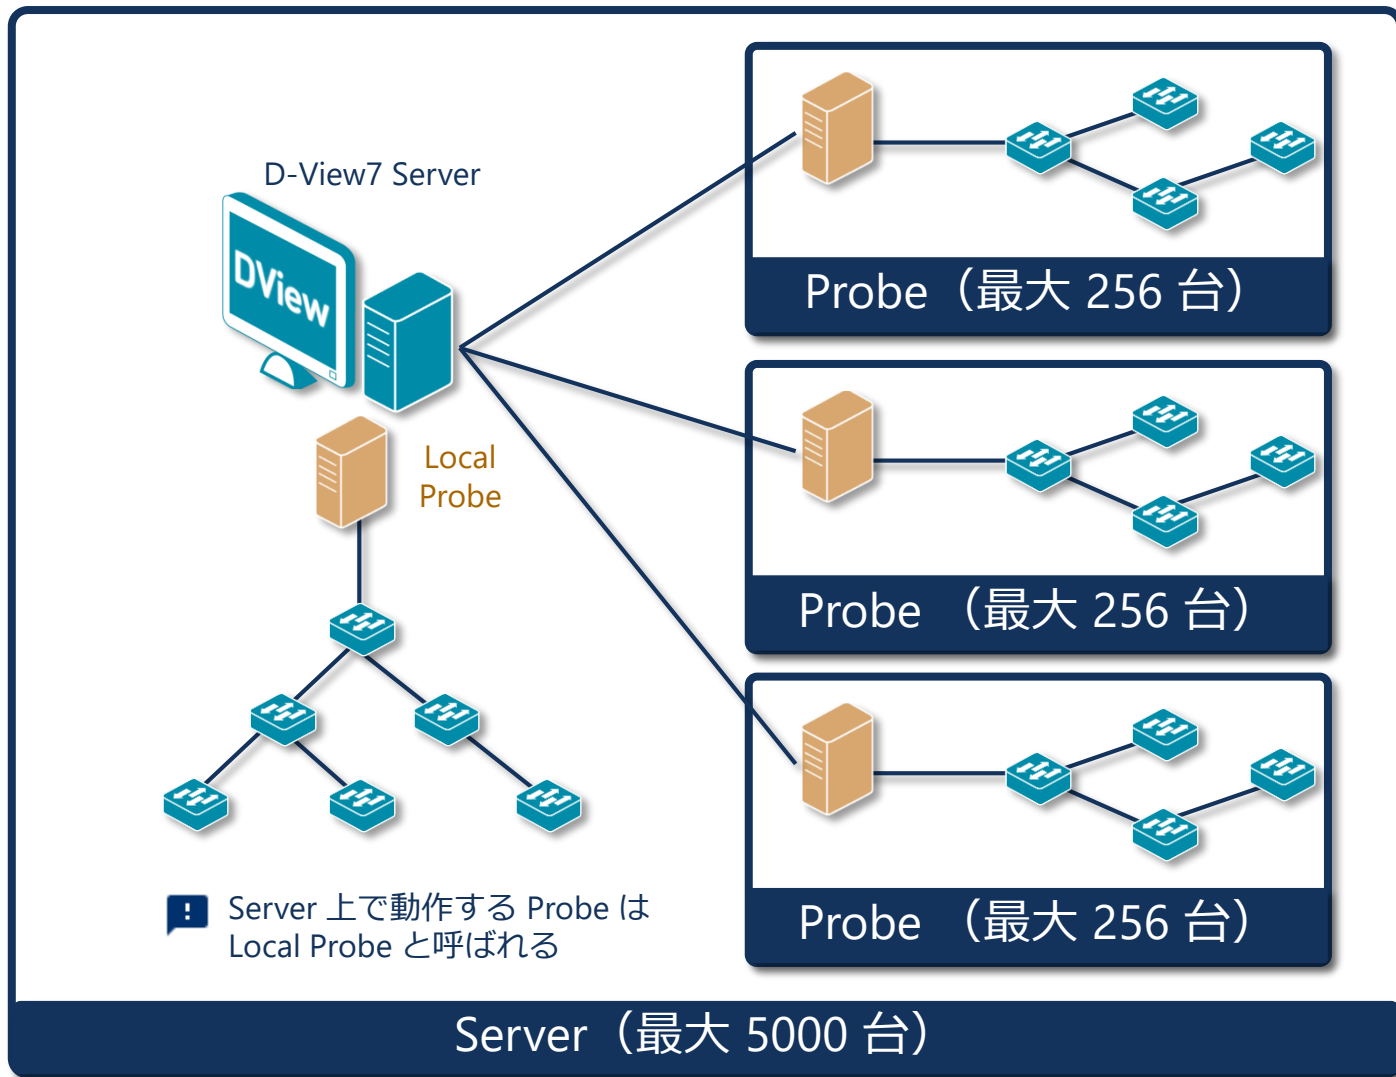 D-View7 Server
DView
Local
Probe
Probe（最大 256 台）
Probe （最大 256 台）
Probe （最大 256 台）
! Server 上で動作する Probe は
Local Probe と呼ばれる
Server（最大 5000 台）